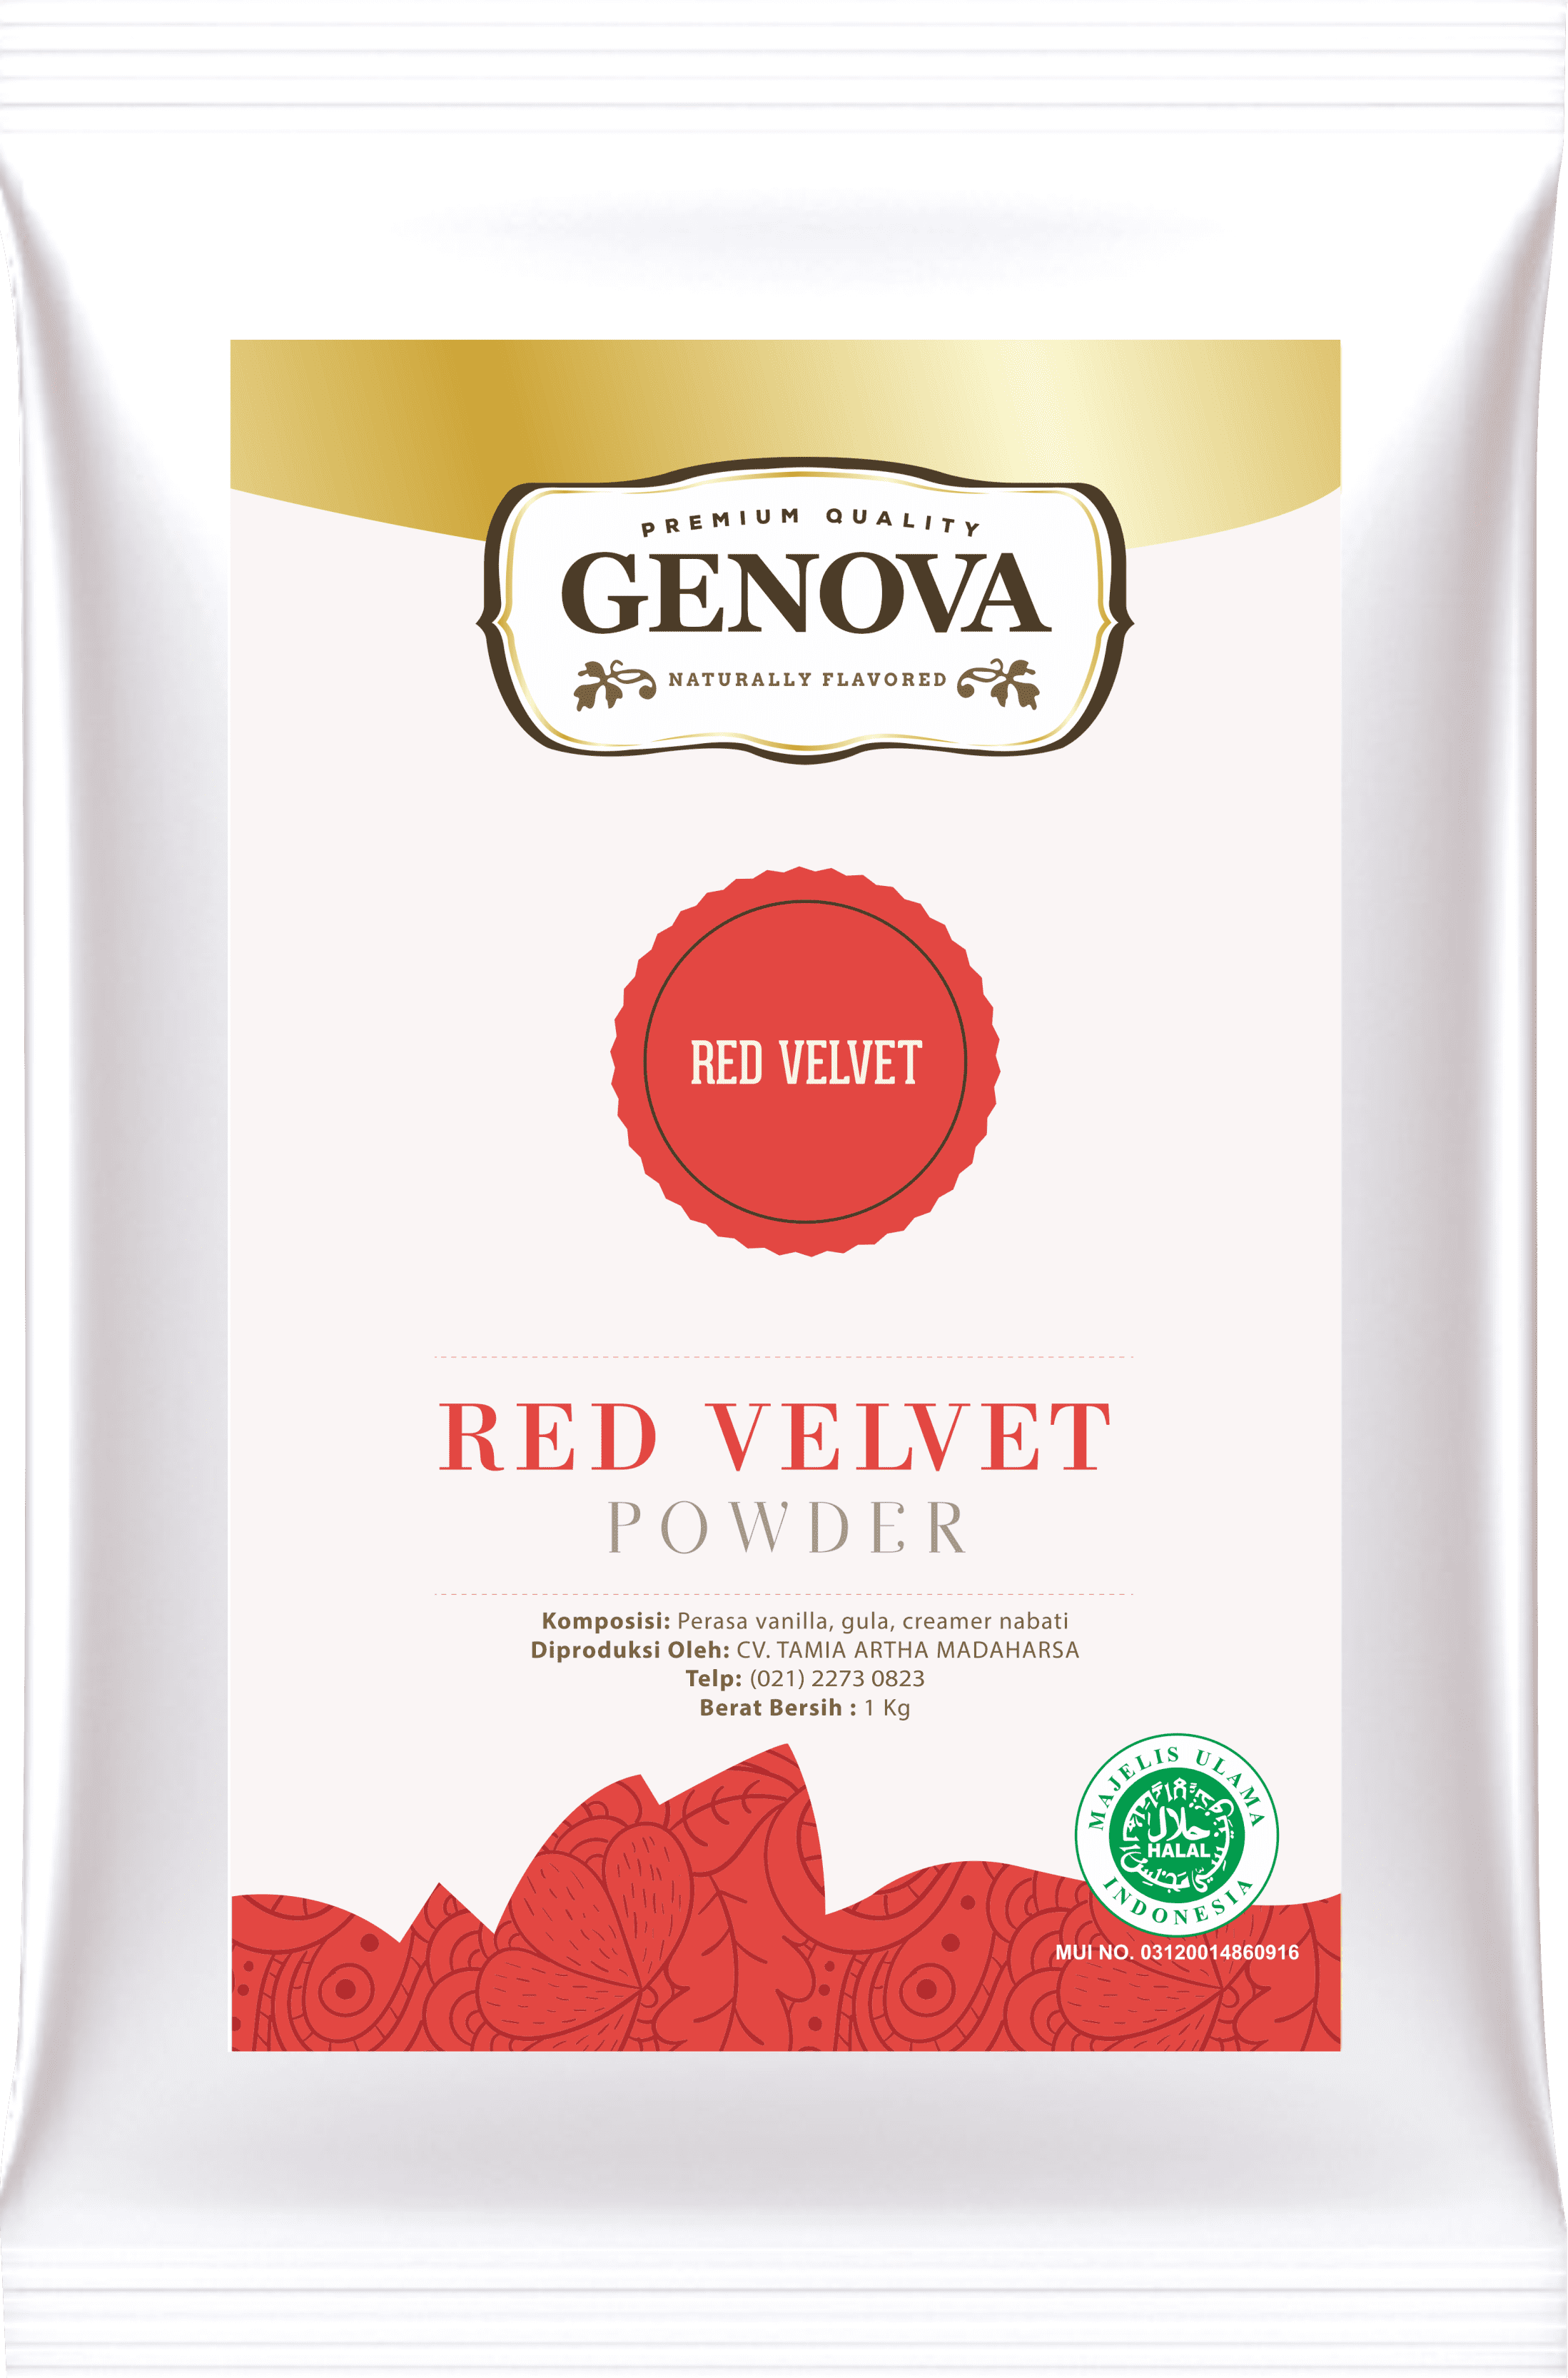 PREMIUM QUALITY
GENOVA
NATURALLY FLAVORED
RED VELVET
RED VELVET
POWDER
Komposisi: Perasa vanilla, gula, creamer nabati
Diproduksi Oleh: CV. TAMIA ARTHA MADAHARSA
Telp: (021) 2273 0823
Berat Bersih : 1 Kg
MAJELIS ULAMA
حلال
HALAL
INDONESIA
MUI NO. 03120014860916